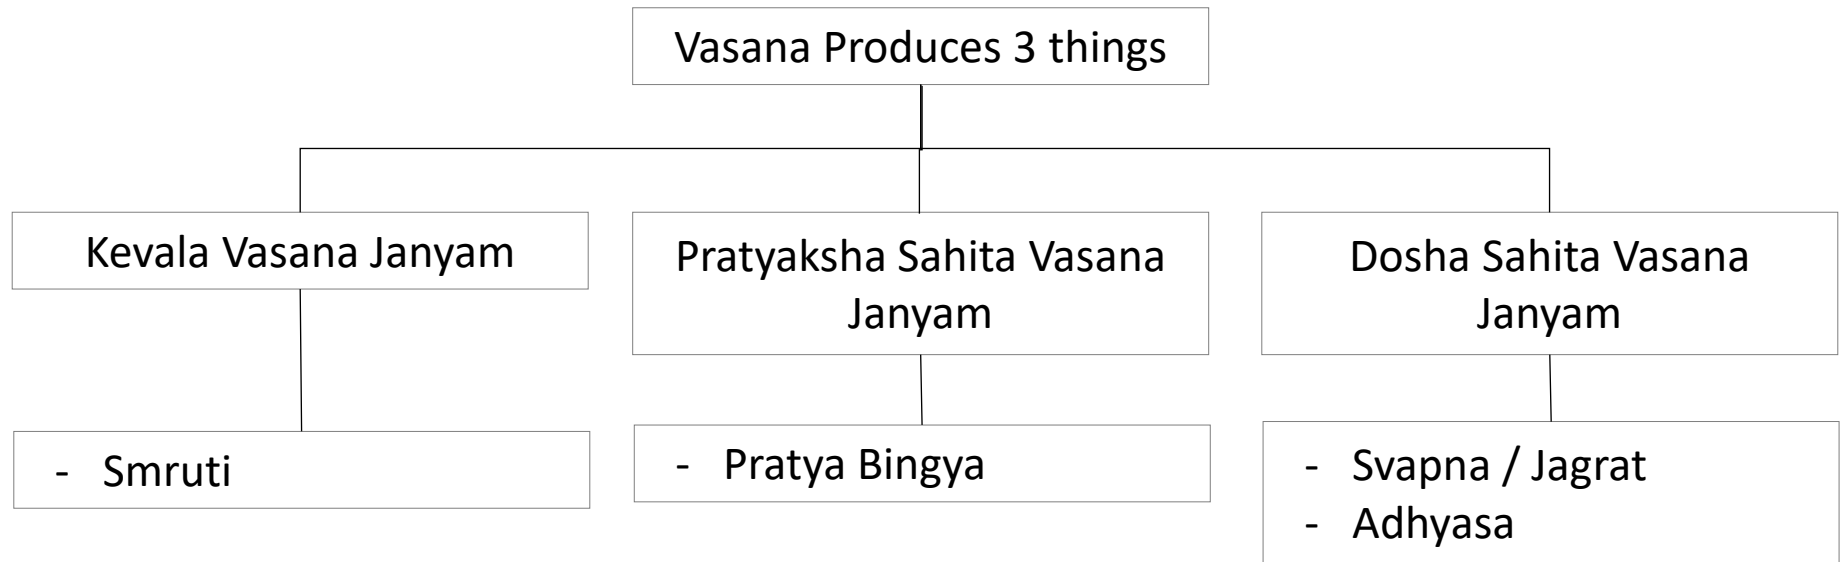 Vasana Produces 3 things
Kevala Vasana Janyam
Pratyaksha Sahita Vasana
Janyam
Dosha Sahita Vasana
Janyam
- Smruti
- Pratya Bingya
- Svapna / Jagrat
- Adhyasa